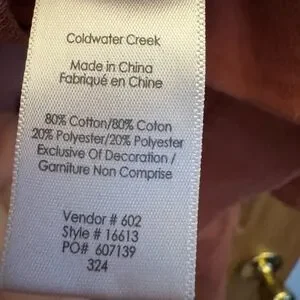 Coldwater Creek
Made in China
Fabriqué en Chine
80% Cotton/80% Coton
20% Polyester/20% Polyester
Exclusive Of Decoration /
Garniture Non Comprise
Vendor # 602
Style # 16613
PO# 607139
324